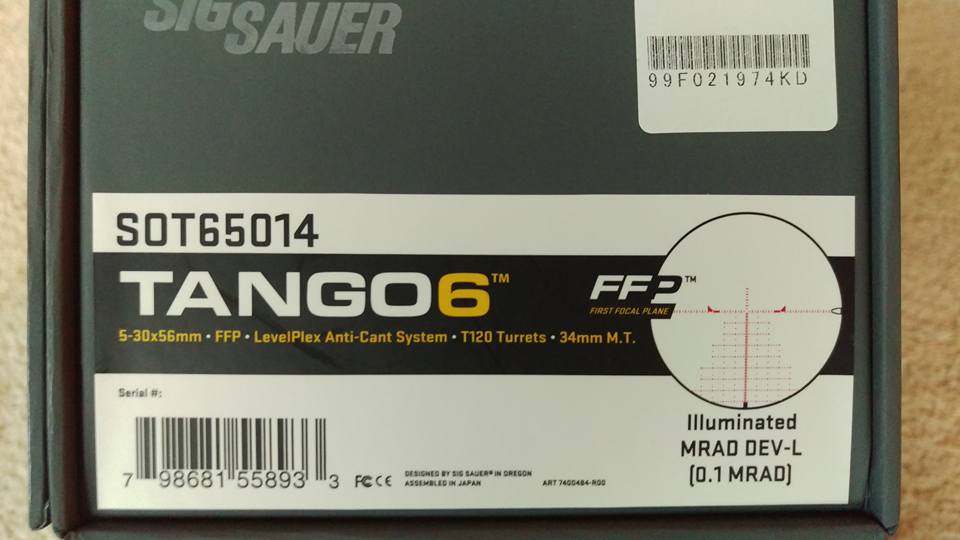 SIG SAUER
99F021974KD
SOT65014
TANGO6™
FFP™
FIRST FOCAL PLANE
5-30x56mm • FFP • LevelPlex Anti-Cant System • T120 Turrets • 34mm M.T.
Serial #:
Illuminated
MRAD DEV-L
(0.1 MRAD)
7 98681 55893 3
FC CE
DESIGNED BY SIG SAUER® IN OREGON
ASSEMBLED IN JAPAN
ART 7400484-R00